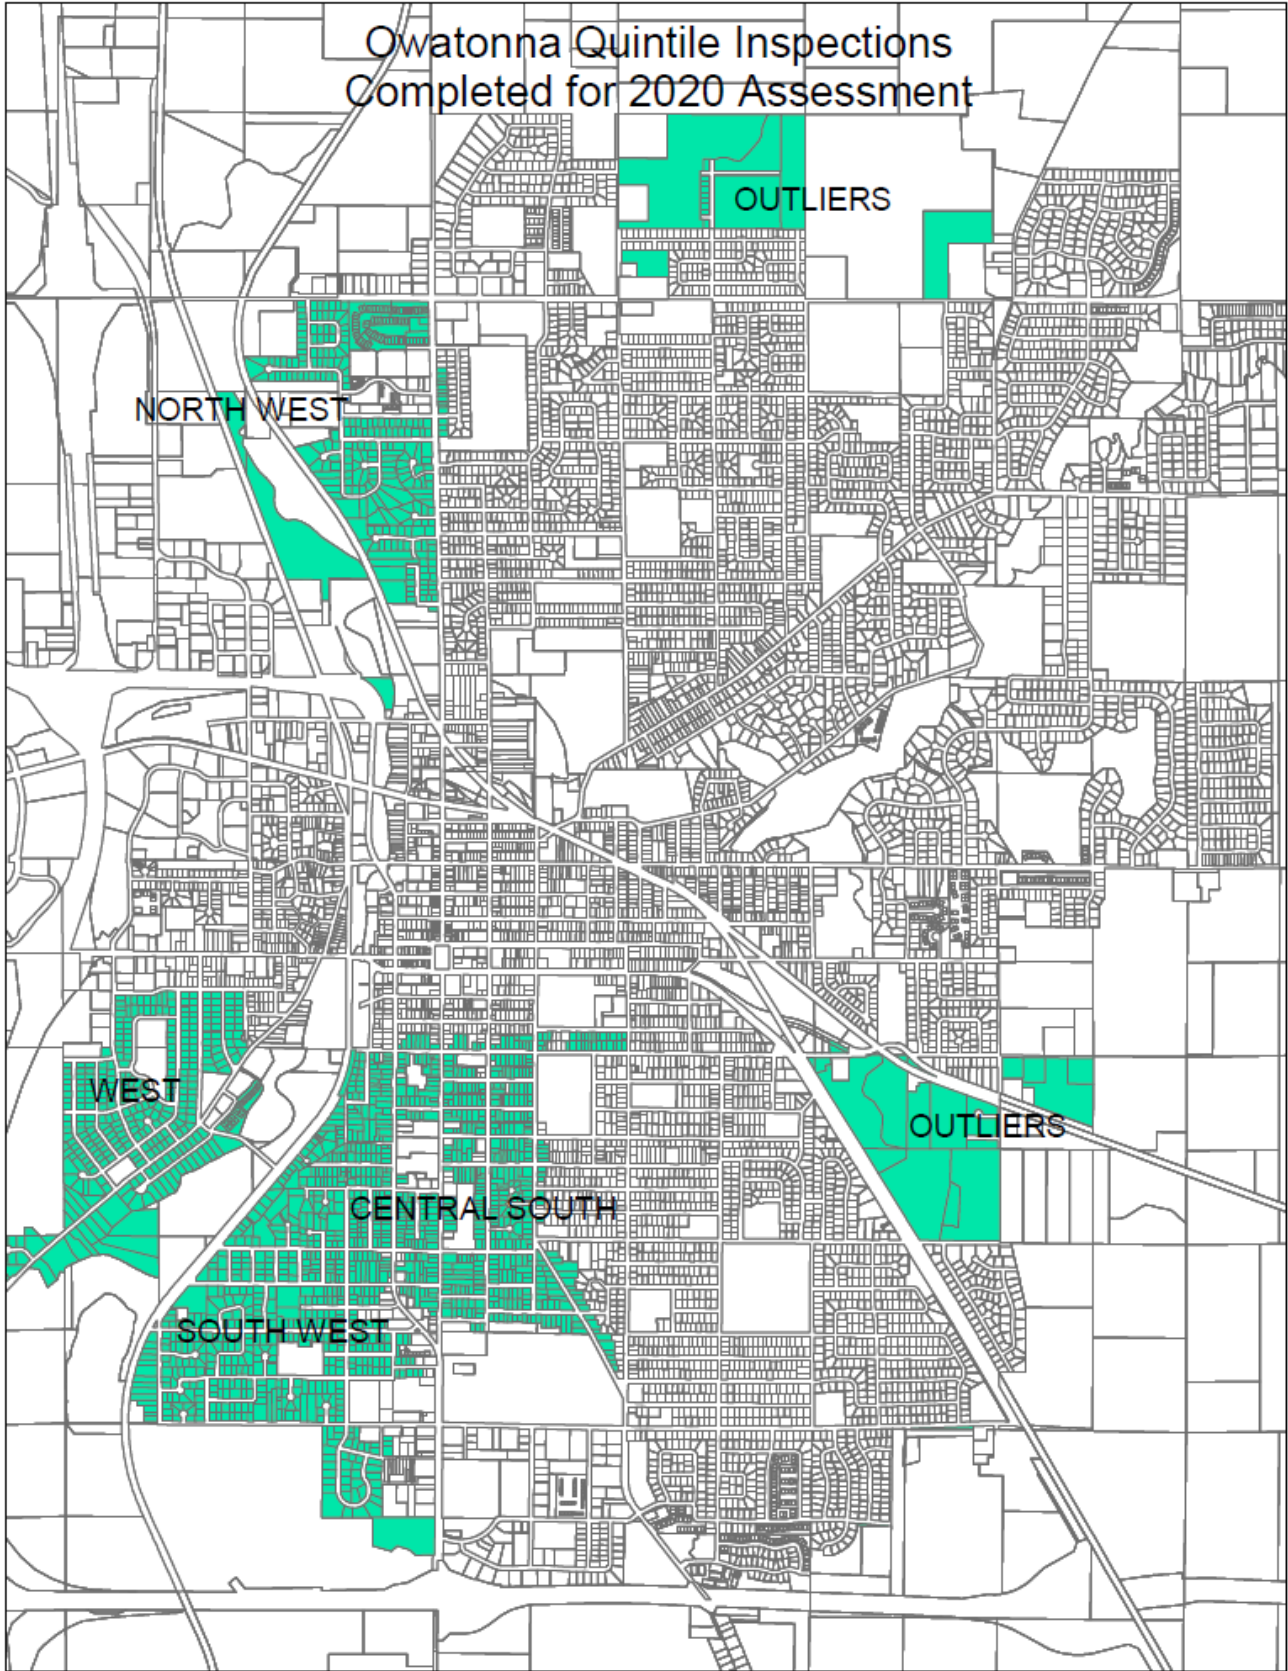 Owatonna Quintile Inspections
Completed for 2020 Assessment
OUTLIERS
NORTH WEST
WEST
OUTLIERS
CENTRAL SOUTH
SOUTH WEST